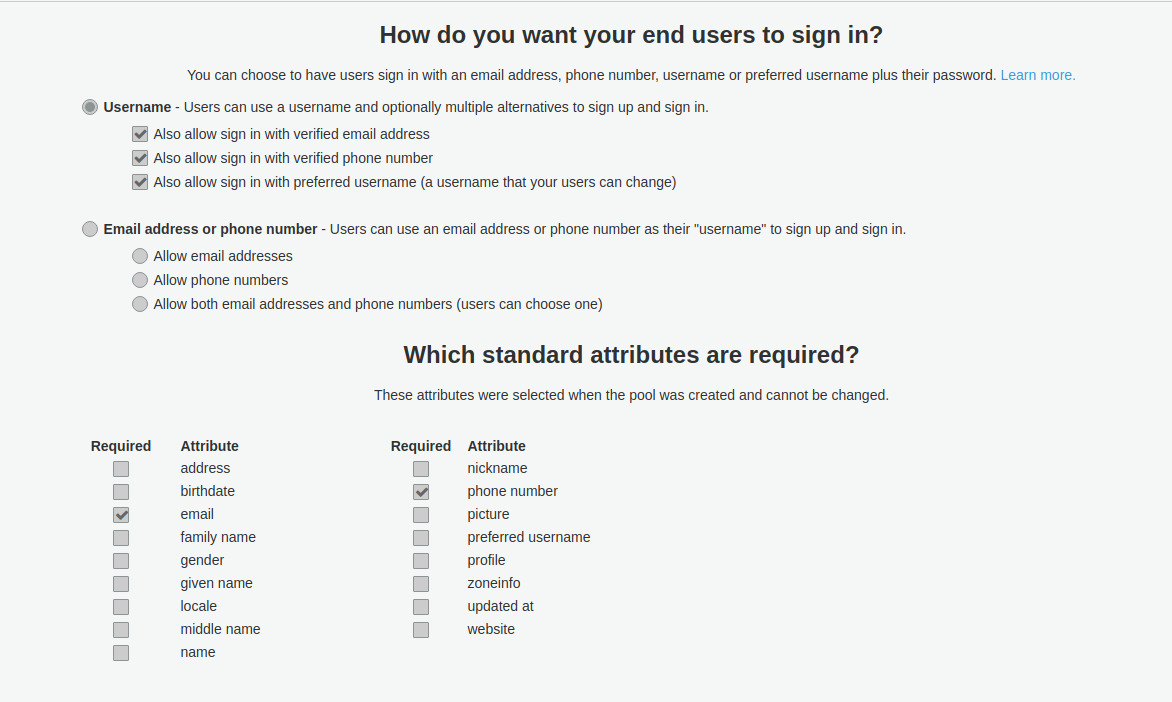 How do you want your end users to sign in?
You can choose to have users sign in with an email address, phone number, username or preferred username plus their password. Learn more.
Username - Users can use a username and optionally multiple alternatives to sign up and sign in.
Also allow sign in with verified email address
Also allow sign in with verified phone number
Also allow sign in with preferred username (a username that your users can change)
Email address or phone number - Users can use an email address or phone number as their "username" to sign up and sign in.
Allow email addresses
Allow phone numbers
Allow both email addresses and phone numbers (users can choose one)
Which standard attributes are required?
These attributes were selected when the pool was created and cannot be changed.
Required Attribute
address
birthdate
email
family name
gender
given name
locale
middle name
name
Required Attribute
nickname
phone number
picture
preferred username
profile
zoneinfo
updated at
website